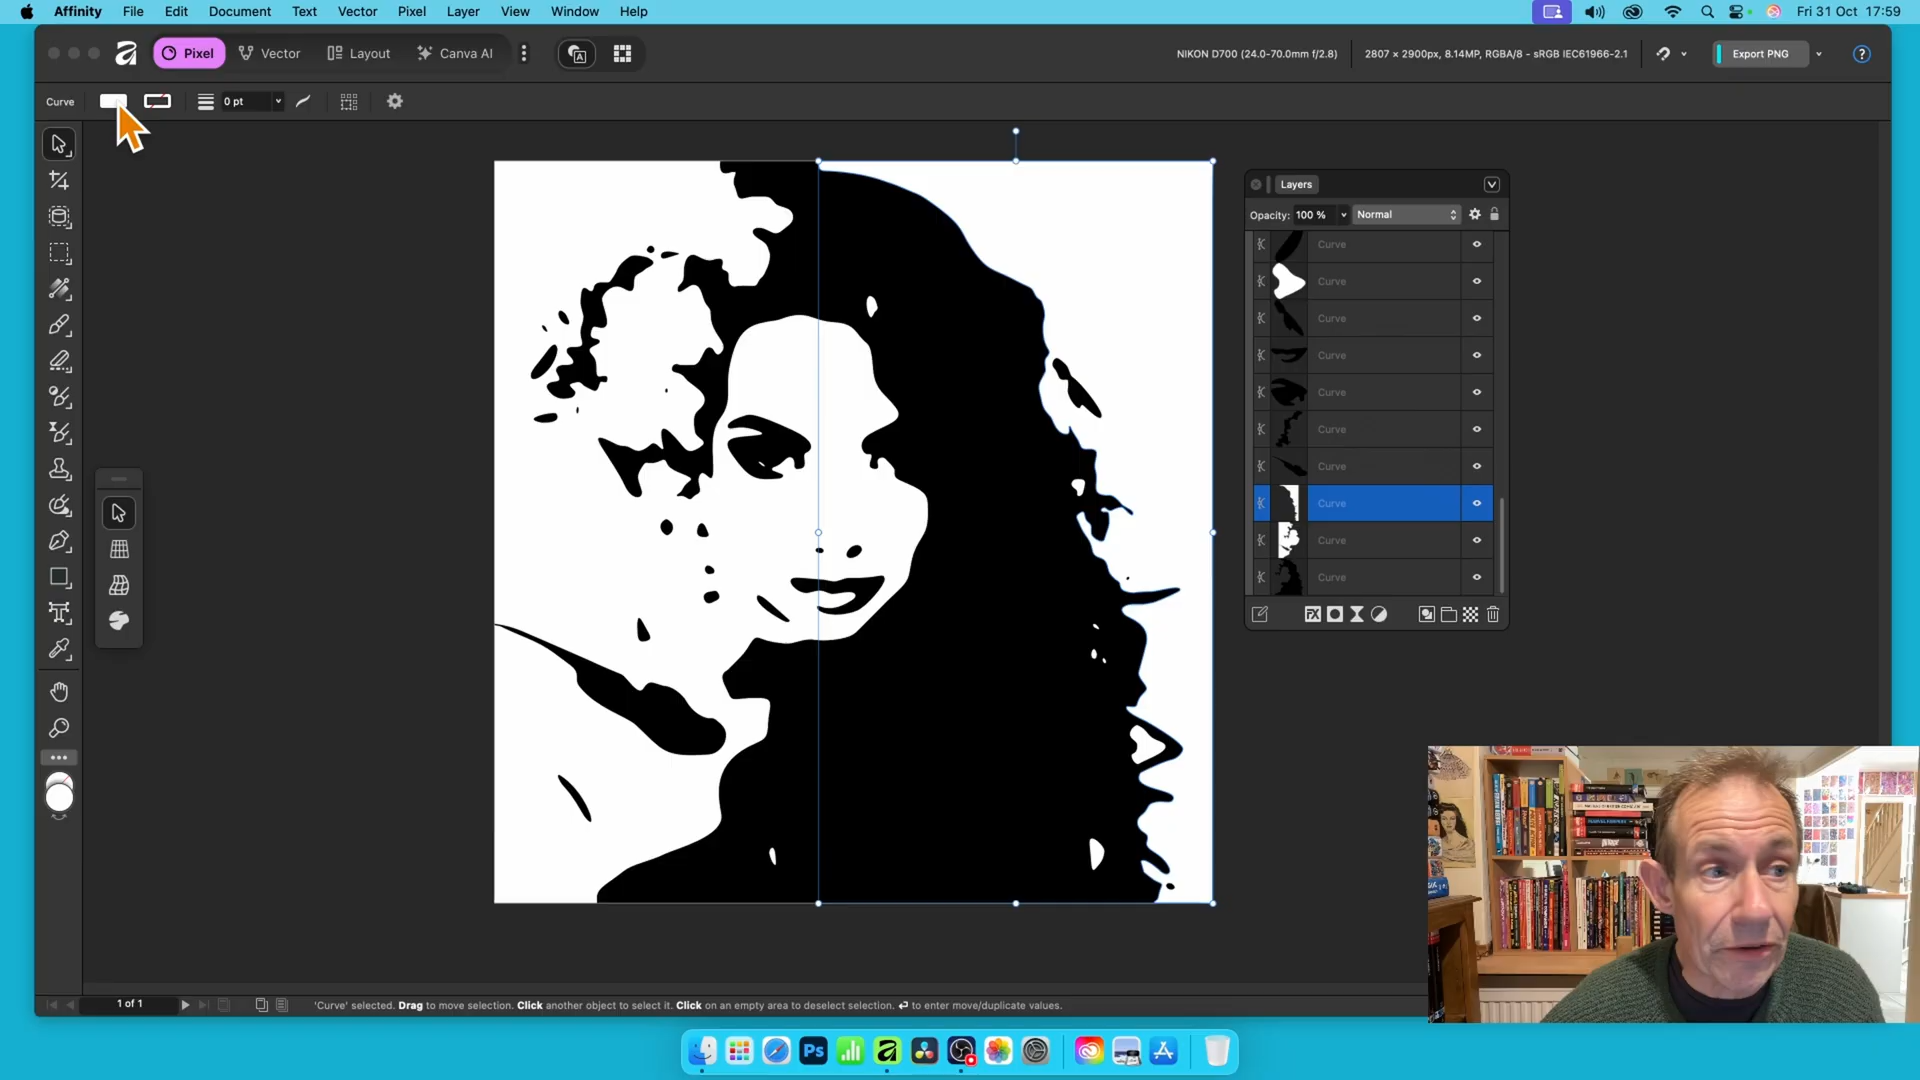 Affinity File Edit Document Text Vector Pixel Layer View Window Help
Fri 31 Oct 17:59
Pixel Vector Layout Canva AI
NIKON D700 (24.0-70.0mm f/2.8) 2807 × 2900px, 8.14MP, RGBA/8 - sRGB IEC61966-2.1
Export PNG ?
Curve 0 pt
Layers
Opacity: 100 % Normal
Curve
Curve
Curve
Curve
Curve
Curve
Curve
Curve
Curve
Curve
FX
1 of 1
'Curve' selected. Drag to move selection. Click another object to select it. Click on an empty area to deselect selection. ↵ to enter move/duplicate values.
Ps